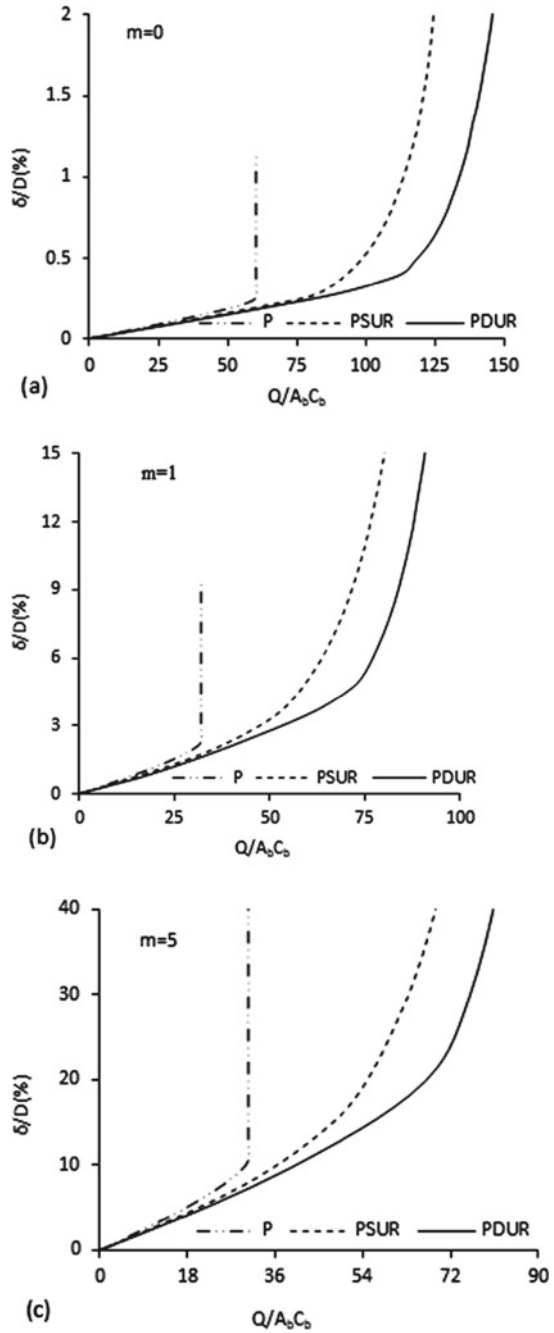 m=0
2
1.5
1
0.5
0
δ/D(%)
P PSUR PDUR
0 25 50 75 100 125 150
Q/AbCb
(a)
m=1
15
12
9
6
3
0
δ/D(%)
P PSUR PDUR
0 25 50 75 100
Q/AbCb
(b)
m=5
40
30
20
10
0
δ/D(%)
P PSUR PDUR
0 18 36 54 72 90
Q/AbCb
(c)